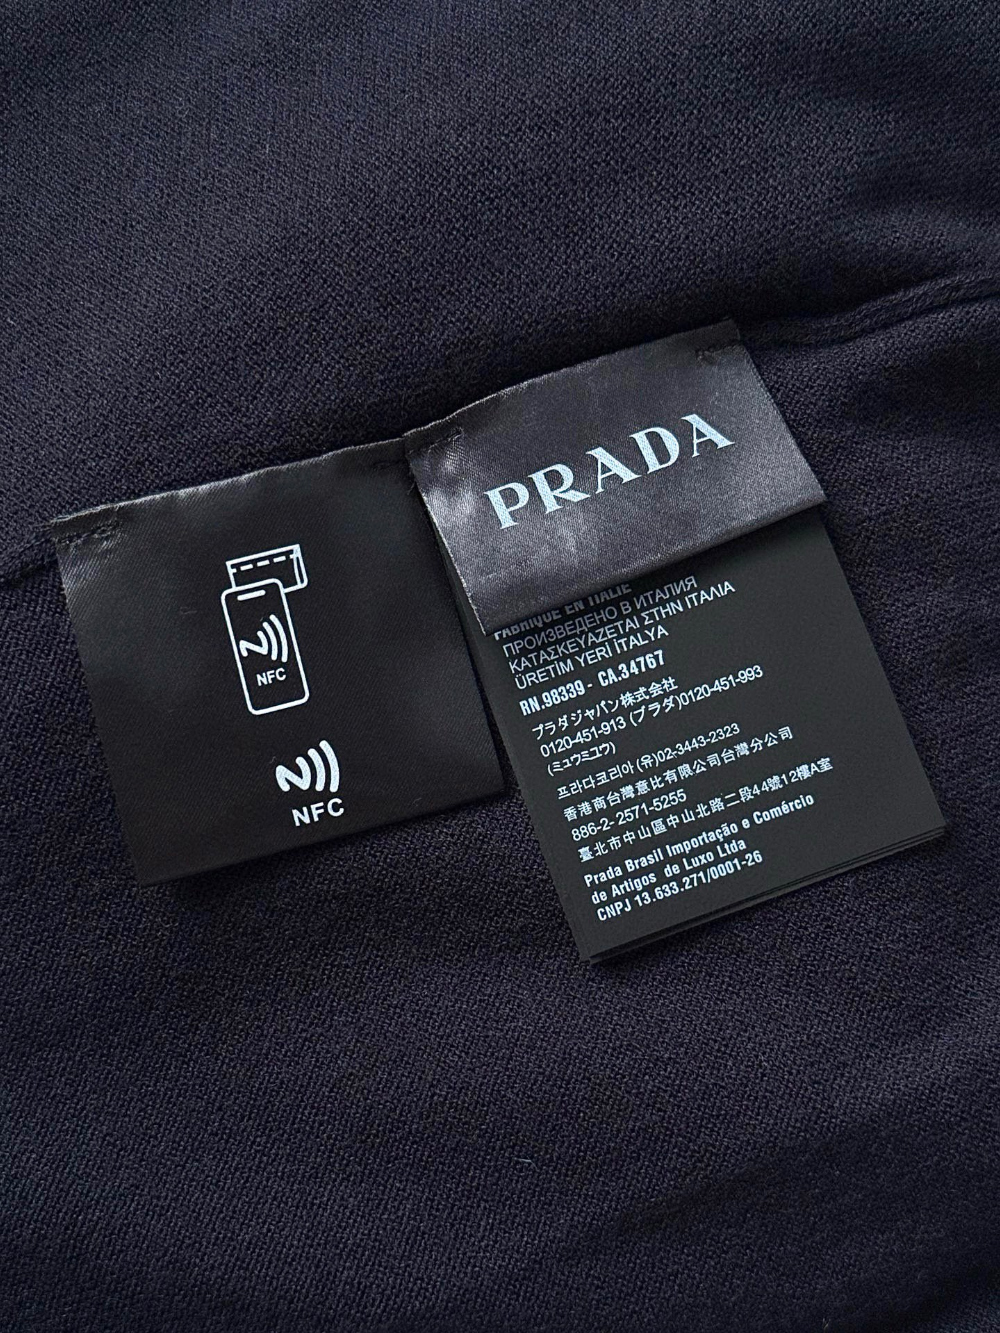 PRADA
NFC
NFC
FABRIQUE EN ITALIE
ПРОИЗВЕДЕНО В ИТАЛИЯ
ΚΑΤΑΣΚΕΥΑΖΕΤΑΙ ΣΤΗΝ ΙΤΑΛΙΑ
ÜRETİM YERİ İTALYA
RN.98339 - CA.34767
プラダジャパン株式会社
0120-451-913 (プラダ)0120-451-993
(ミュウミュウ)
프라다코리아 (유)02-3443-2323
香港商台灣意比有限公司台灣分公司
886-2- 2571-5255
臺北市中山區中山北路二段44號12樓A室
Prada Brasil Importação e Comércio
de Artigos de Luxo Ltda
CNPJ 13.633.271/0001-26